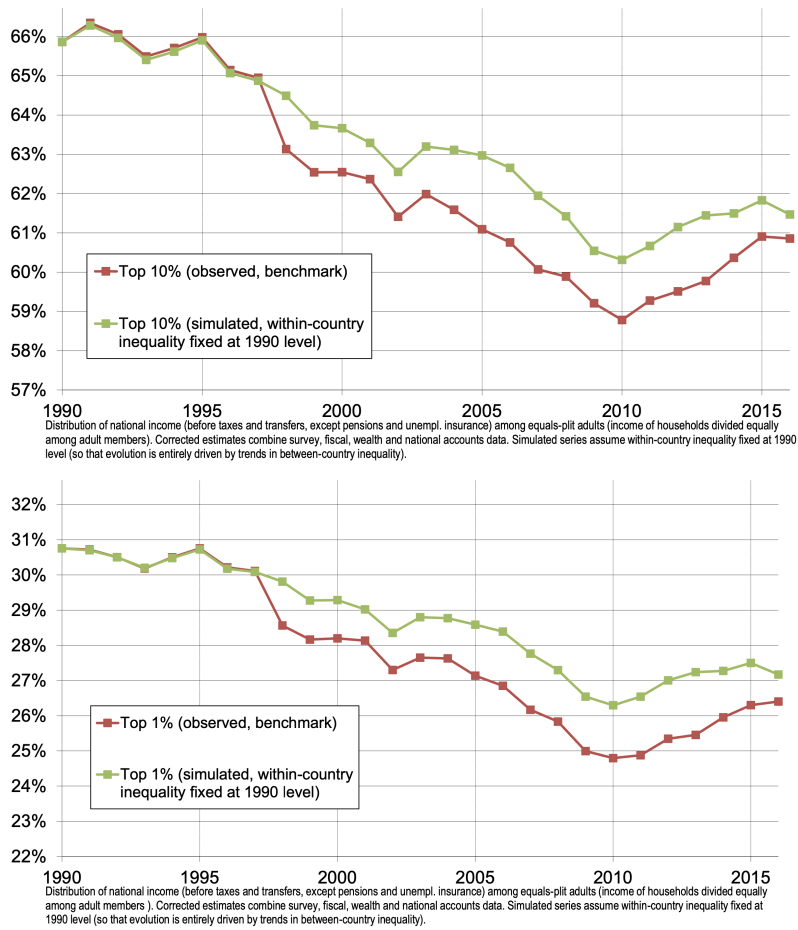 66%
65%
64%
63%
62%
61%
60%
59%
58%
57%
Top 10% (observed, benchmark)
Top 10% (simulated, within-country
inequality fixed at 1990 level)
1990 1995 2000 2005 2010 2015
Distribution of national income (before taxes and transfers, except pensions and unempl. insurance) among equals-plit adults (income of households divided equally
among adult members). Corrected estimates combine survey, fiscal, wealth and national accounts data. Simulated series assume within-country inequality fixed at 1990
level (so that evolution is entirely driven by trends in between-country inequality).
32%
31%
30%
29%
28%
27%
26%
25%
24%
23%
22%
Top 1% (observed, benchmark)
Top 1% (simulated, within-country
inequality fixed at 1990 level)
1990 1995 2000 2005 2010 2015
Distribution of national income (before taxes and transfers, except pensions and unempl. insurance) among equals-plit adults (income of households divided equally
among adult members ). Corrected estimates combine survey, fiscal, wealth and national accounts data. Simulated series assume within-country inequality fixed at
1990 level (so that evolution is entirely driven by trends in between-country inequality).